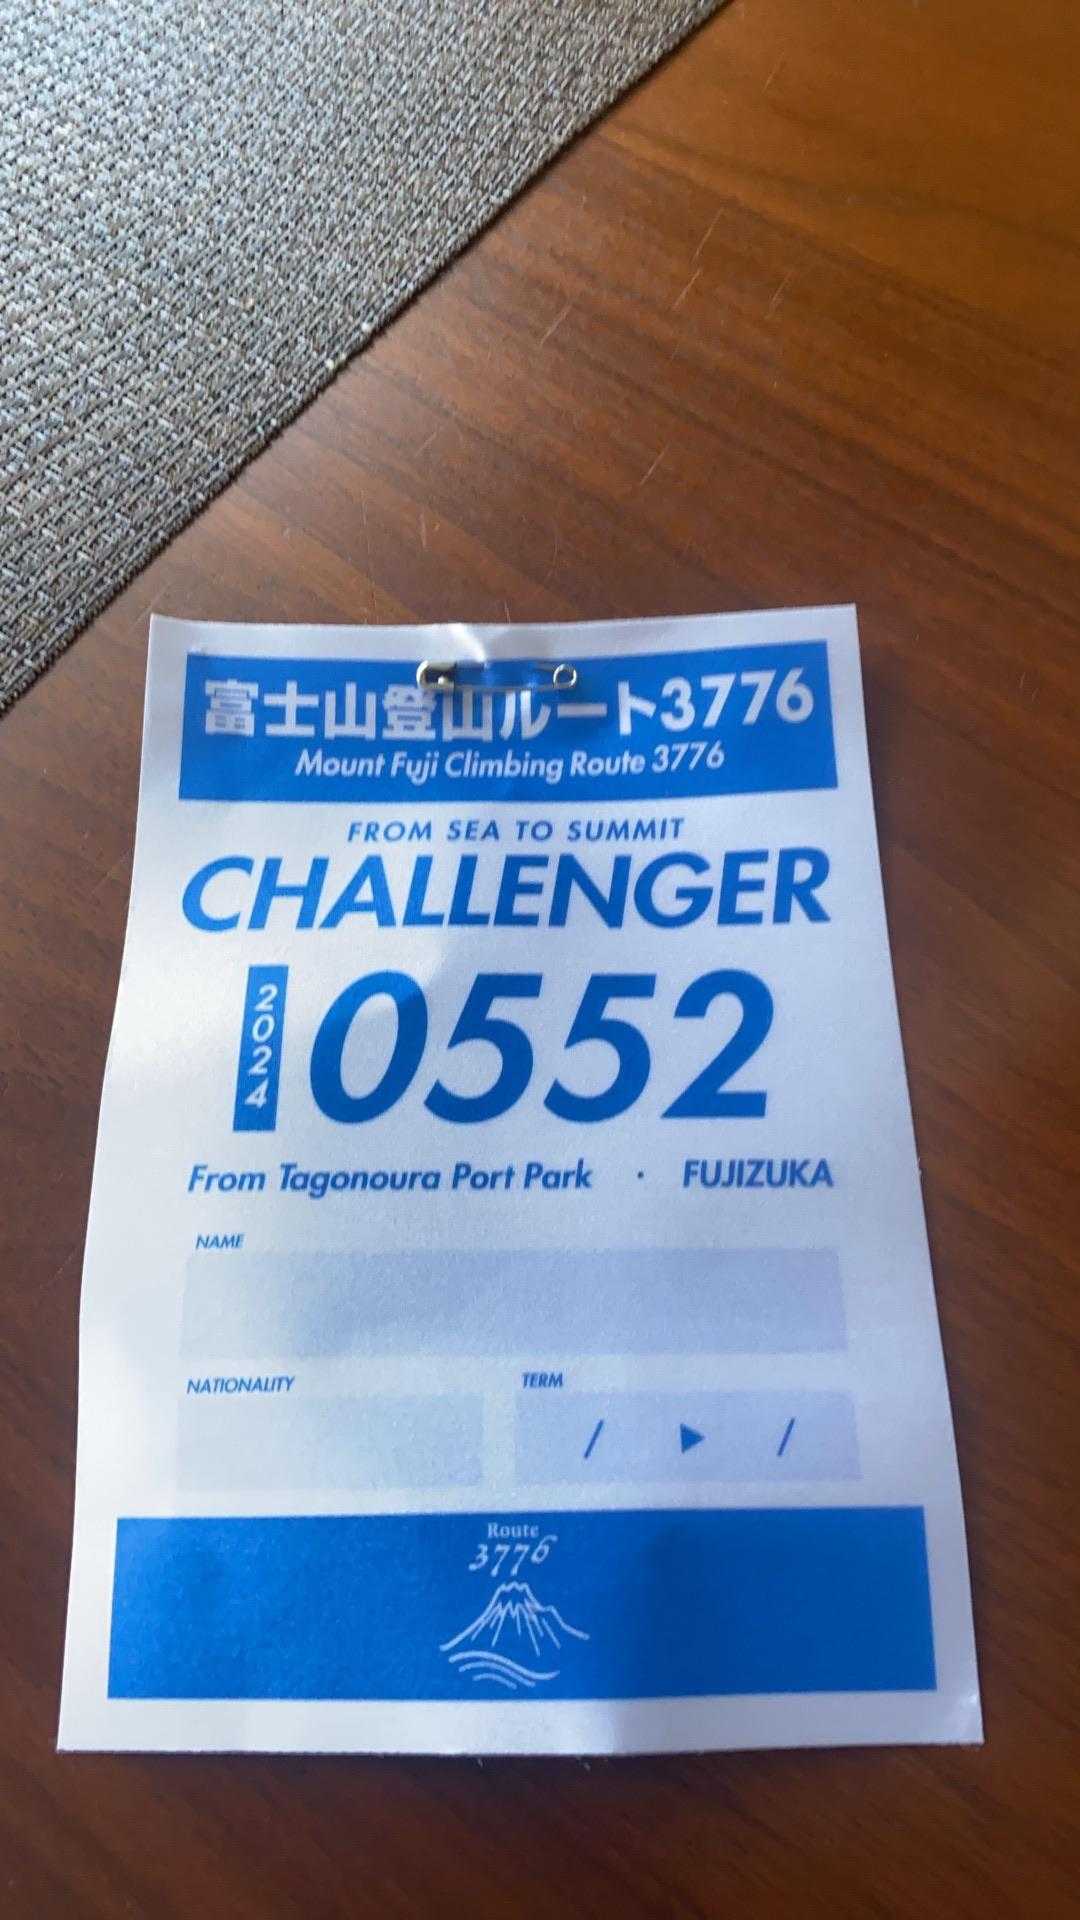 富士山登山ルート3776
Mount Fuji Climbing Route 3776
FROM SEA TO SUMMIT
CHALLENGER
2024 0552
From Tagonoura Port Park · FUJIZUKA
NAME
NATIONALITY TERM
/ ▶ /
Route
3776